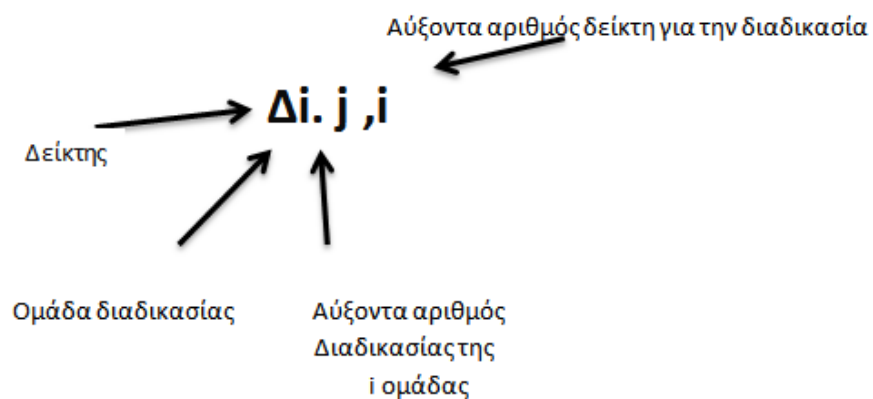 Αύξοντα αριθμός δείκτη για την διαδικασία
Δi. j ,i
Δείκτης
Ομάδα διαδικασίας
Αύξοντα αριθμός
Διαδικασίας της
i ομάδας